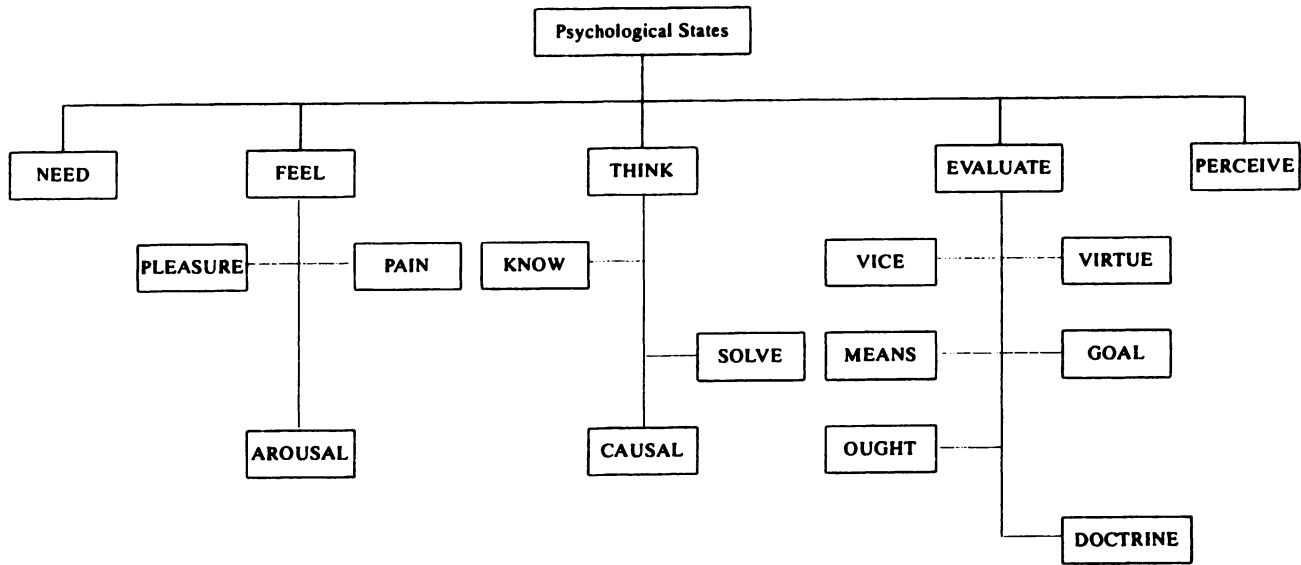 Psychological States
NEED
FEEL
THINK
EVALUATE
PERCEIVE
PLEASURE
PAIN
KNOW
VICE
VIRTUE
SOLVE
MEANS
GOAL
AROUSAL
CAUSAL
OUGHT
DOCTRINE